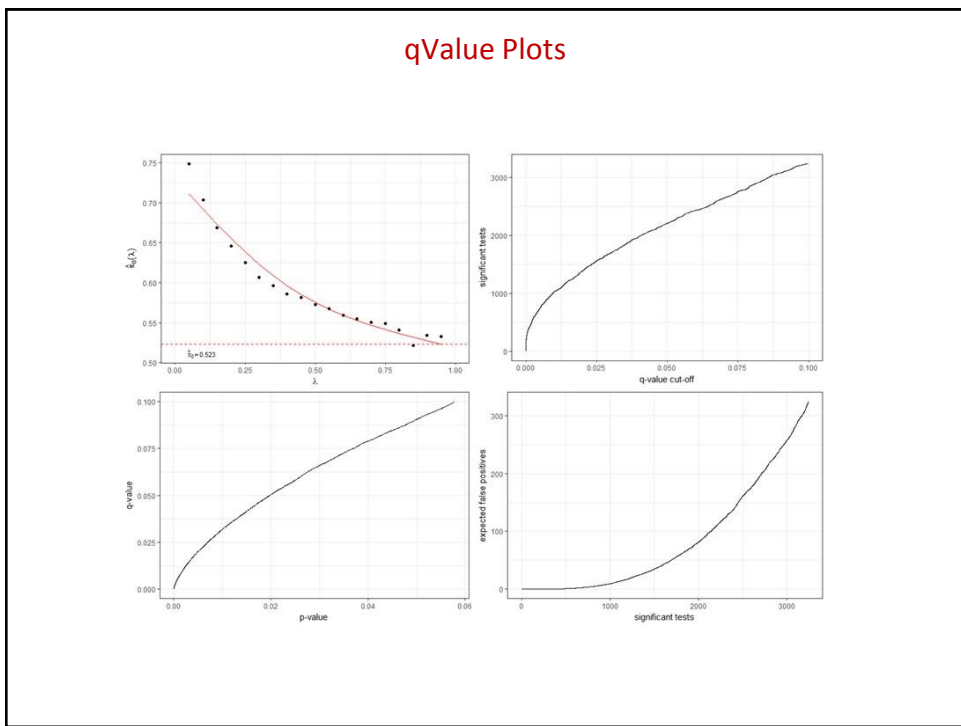 qValue Plots
0.75
0.70
0.65
0.60
0.55
0.50
π̂₀(λ)
π̂₀=0.523
0.00 0.25 0.50 0.75 1.00
λ
3000
2000
1000
0
significant tests
0.000 0.025 0.050 0.075 0.100
q-value cut-off
0.100
0.075
0.050
0.025
0.000
q-value
0.00 0.02 0.04 0.06
p-value
300
200
100
0
expected false positives
0 1000 2000 3000
significant tests